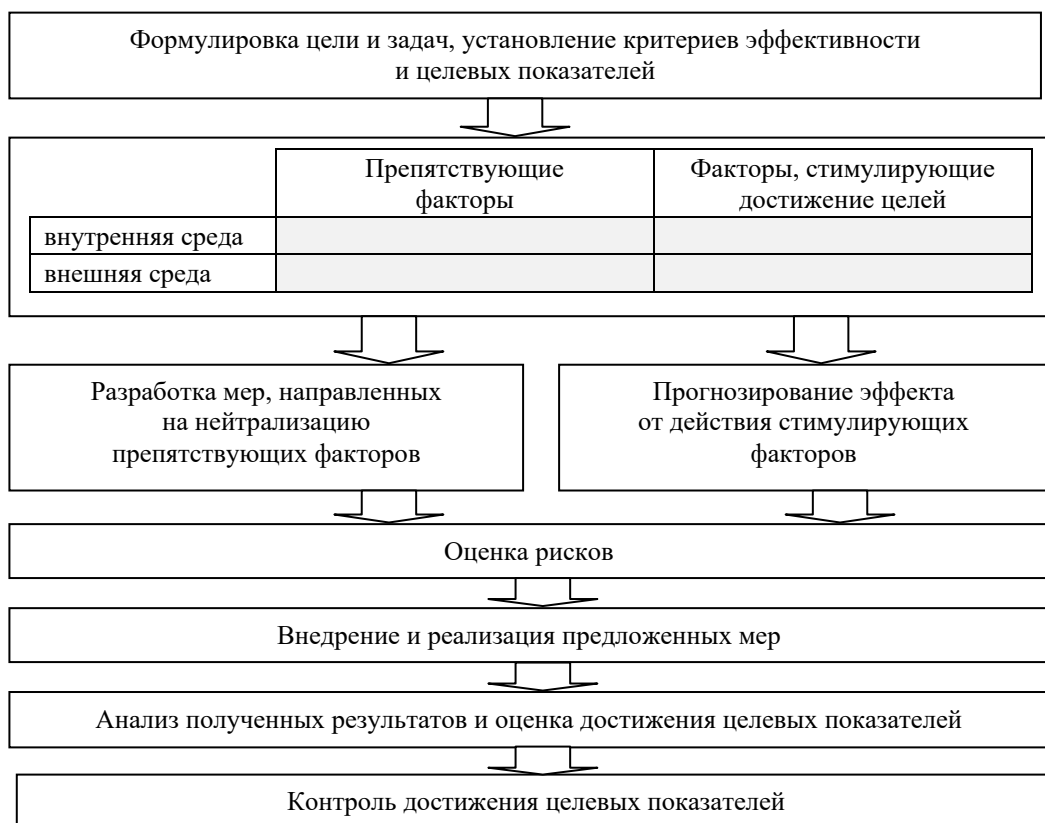 Формулировка цели и задач, установление критериев эффективности
и целевых показателей
Препятствующие
факторы
Факторы, стимулирующие
достижение целей
внутренняя среда
внешняя среда
Разработка мер, направленных
на нейтрализацию
препятствующих факторов
Прогнозирование эффекта
от действия стимулирующих
факторов
Оценка рисков
Внедрение и реализация предложенных мер
Анализ полученных результатов и оценка достижения целевых показателей
Контроль достижения целевых показателей